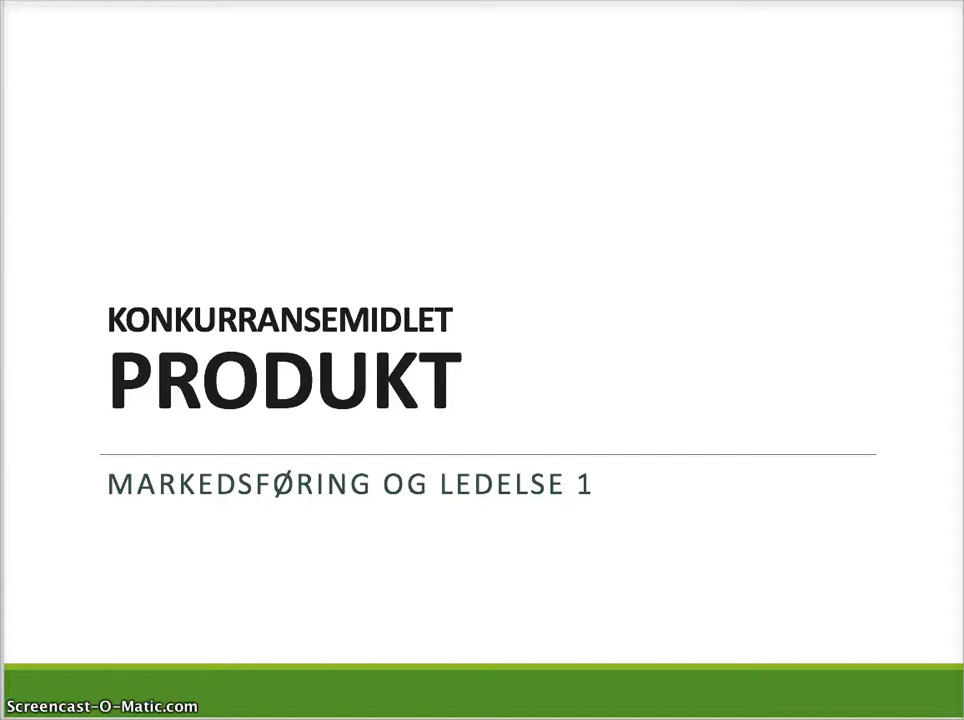 KONKURRANSEMIDLET
PRODUKT
MARKEDSFØRING OG LEDELSE 1
Screencast-O-Matic.com